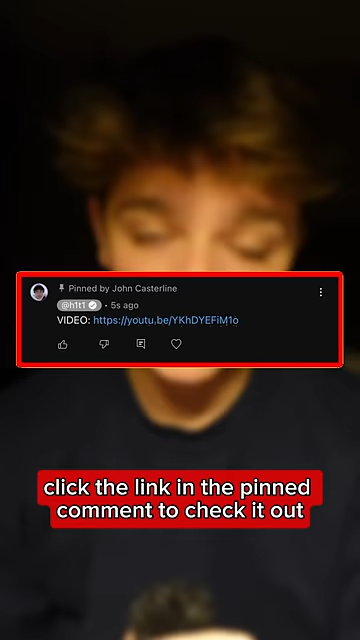 Pinned by John Casterline
@h1t1 • 5s ago
VIDEO: https://youtu.be/YKhDYEFiM1o
click the link in the pinned
comment to check it out